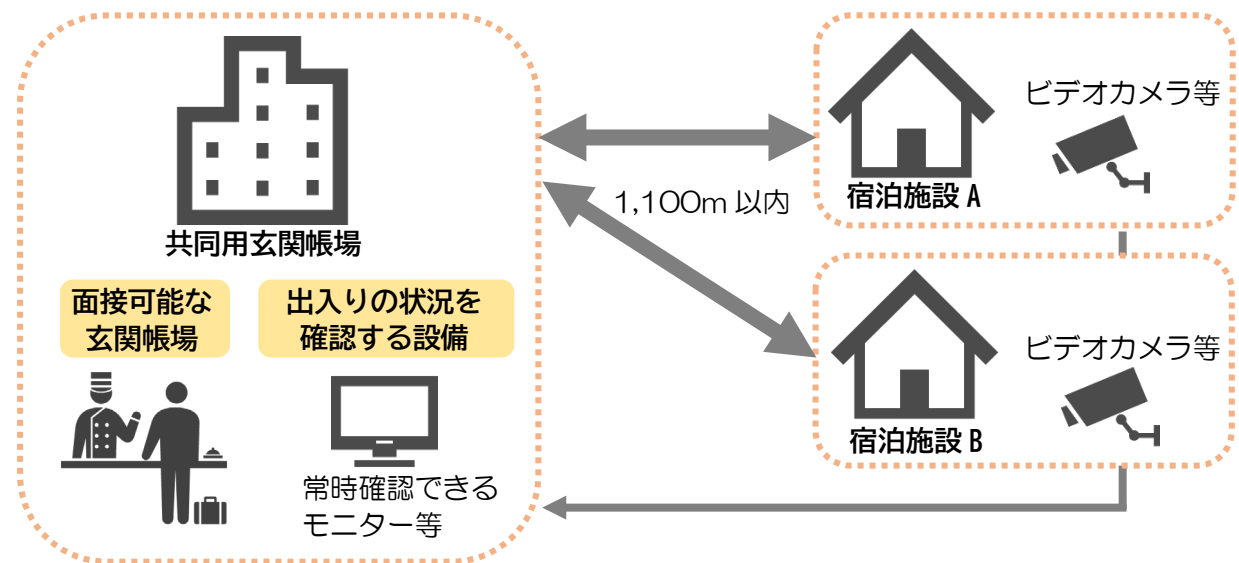 共同用玄関帳場
面接可能な
玄関帳場
出入りの状況を
確認する設備
常時確認できる
モニター等
1,100m 以内
ビデオカメラ等
宿泊施設 A
ビデオカメラ等
宿泊施設 B